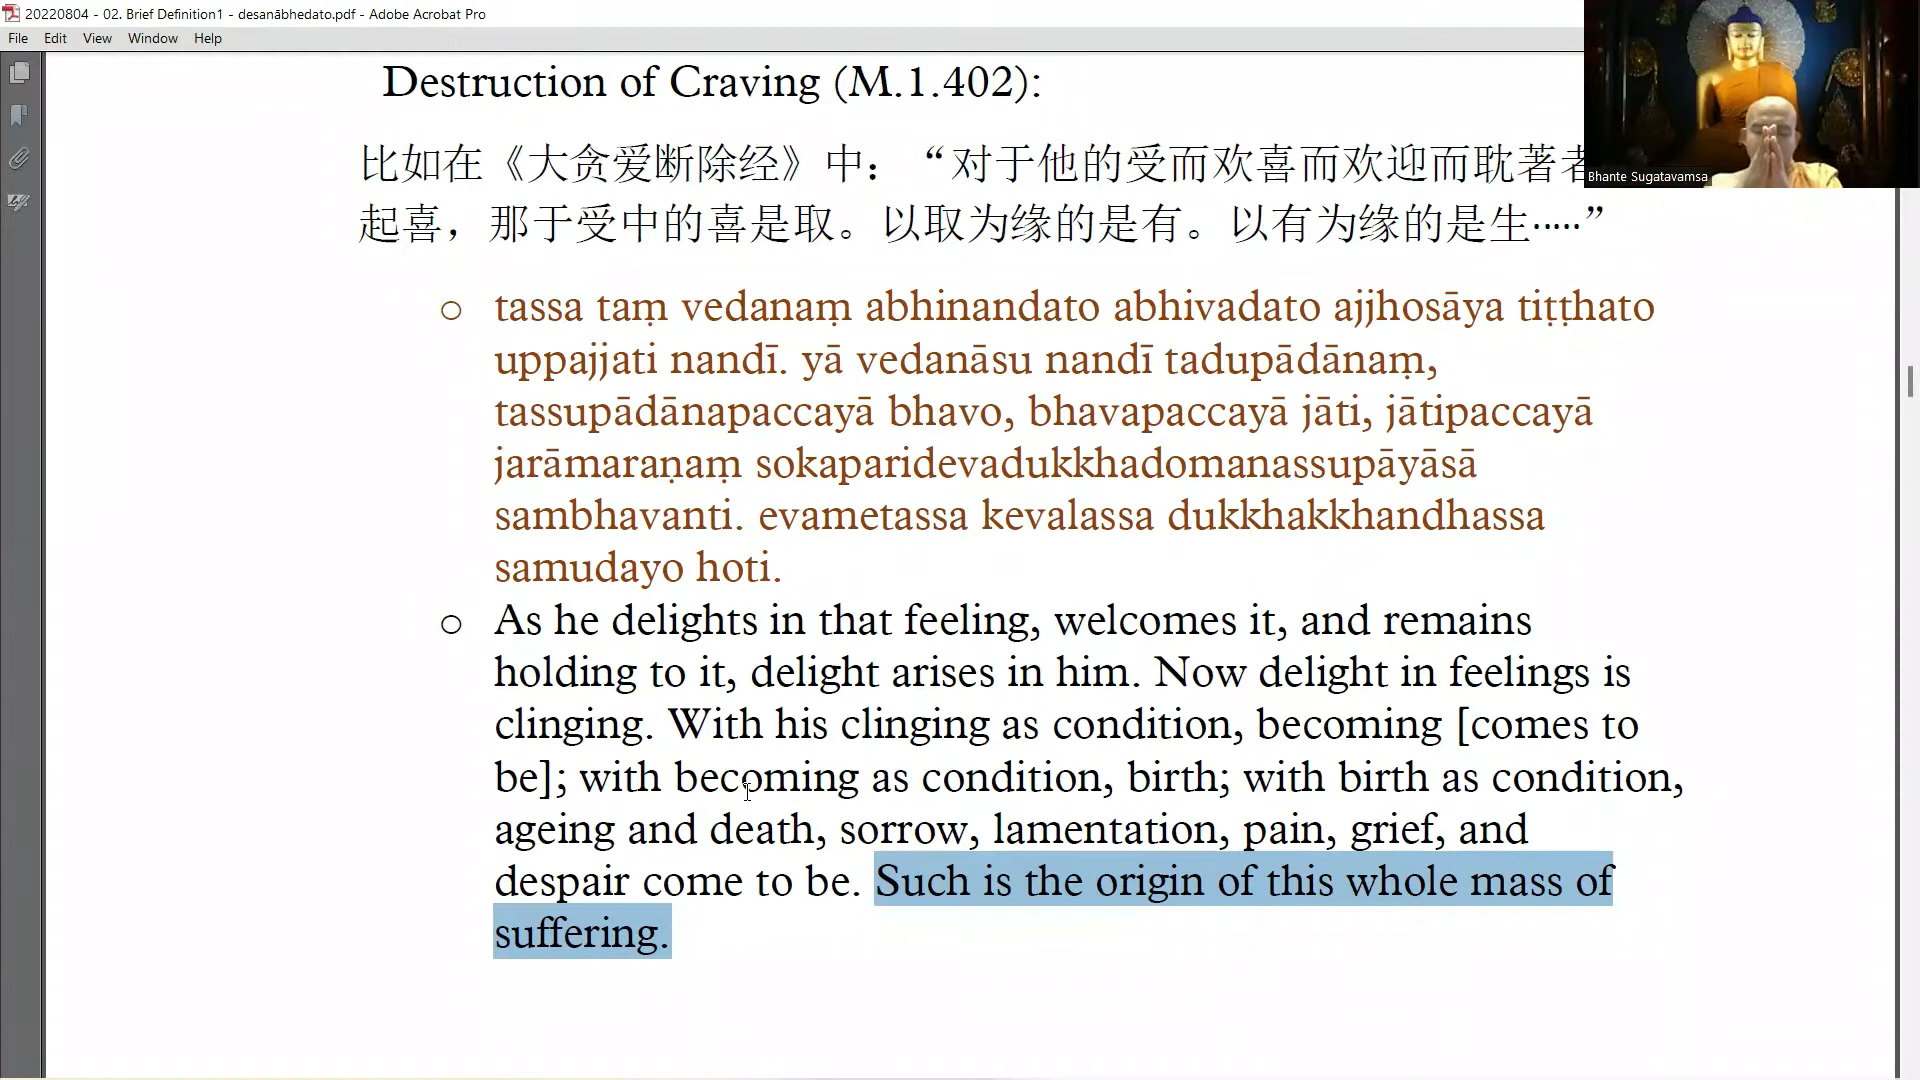 20220804 - 02. Brief Definition1 - desanābhedato.pdf - Adobe Acrobat Pro
File Edit View Window Help
Destruction of Craving (M.1.402):
比如在《大贪爱断除经》中：“对于他的受而欢喜而欢迎而耽著者
起喜，那于受中的喜是取。以取为缘的是有。以有为缘的是生·····”
○ tassa taṃ vedanaṃ abhinandato abhivadato ajjhosāya tiṭṭhato
uppajjati nandī. yā vedanāsu nandī tadupādānaṃ,
tassupādānapaccayā bhavo, bhavapaccayā jāti, jātipaccayā
jarāmaraṇaṃ sokaparidevadukkhadomanassupāyāsā
sambhavanti. evametassa kevalassa dukkhakkhandhassa
samudayo hoti.
○ As he delights in that feeling, welcomes it, and remains
holding to it, delight arises in him. Now delight in feelings is
clinging. With his clinging as condition, becoming [comes to
be]; with becoming as condition, birth; with birth as condition,
ageing and death, sorrow, lamentation, pain, grief, and
despair come to be. Such is the origin of this whole mass of
suffering.
Bhante Sugatavamsa